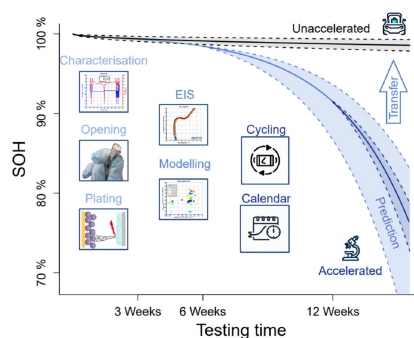 100 %
Unaccelerated
Characterisation
EIS
Transfer
90 %
Opening
Cycling
SOH
Modelling
80 %
Plating
Calendar
Prediction
Accelerated
70 %
3 Weeks 6 Weeks 12 Weeks
Testing time